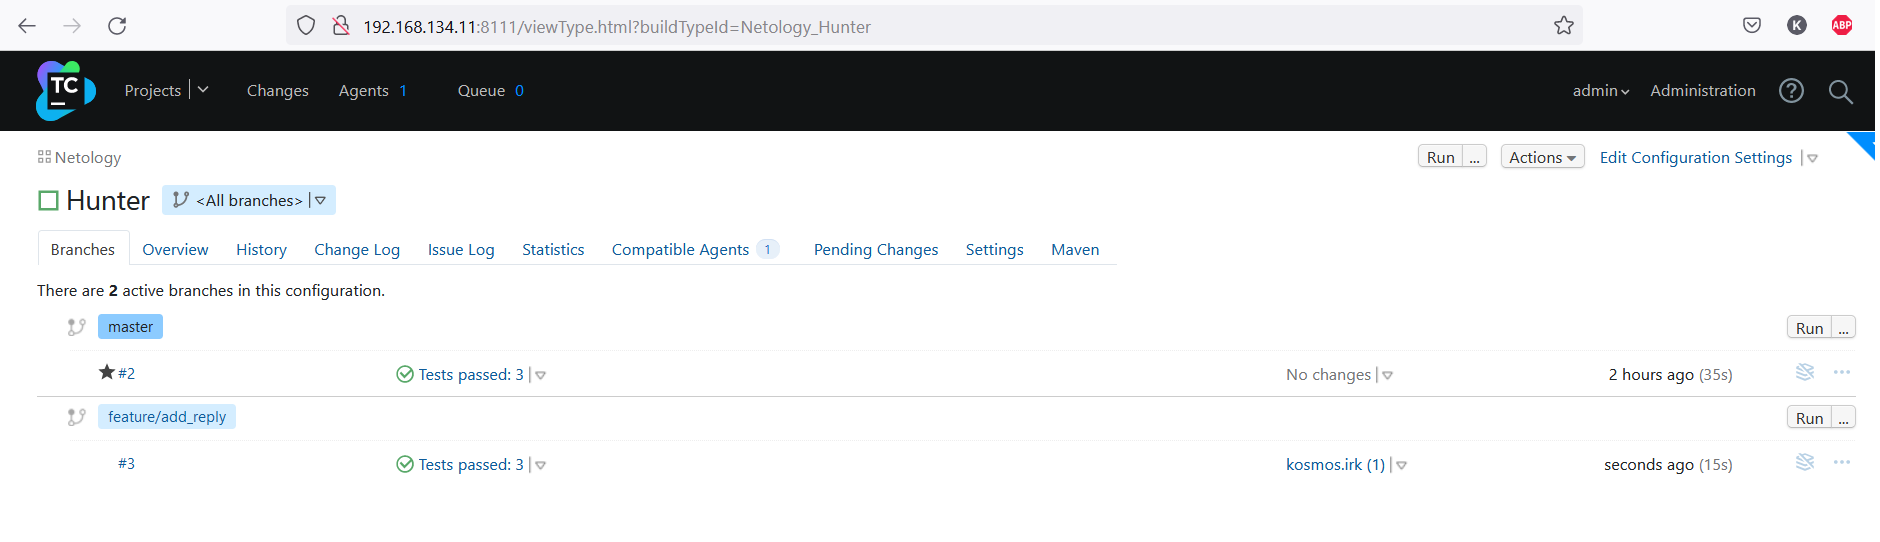 192.168.134.11:8111/viewType.html?buildTypeId=Netology_Hunter
K
ABP
TC
Projects
Changes
Agents 1
Queue 0
admin
Administration
?
Netology
Run ...
Actions
Edit Configuration Settings
Hunter
<All branches>
Branches
Overview
History
Change Log
Issue Log
Statistics
Compatible Agents 1
Pending Changes
Settings
Maven
There are 2 active branches in this configuration.
master
Run ...
#2
Tests passed: 3
No changes
2 hours ago (35s)
feature/add_reply
Run ...
#3
Tests passed: 3
kosmos.irk (1)
seconds ago (15s)